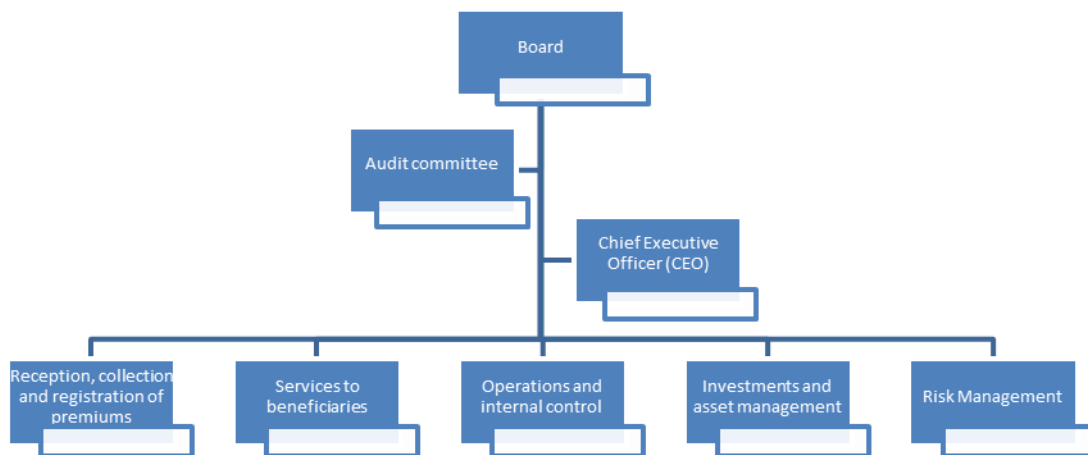 Board
Audit committee
Chief Executive
Officer (CEO)
Reception, collection
and registration of
premiums
Services to
beneficiaries
Operations and
internal control
Investments and
asset management
Risk Management